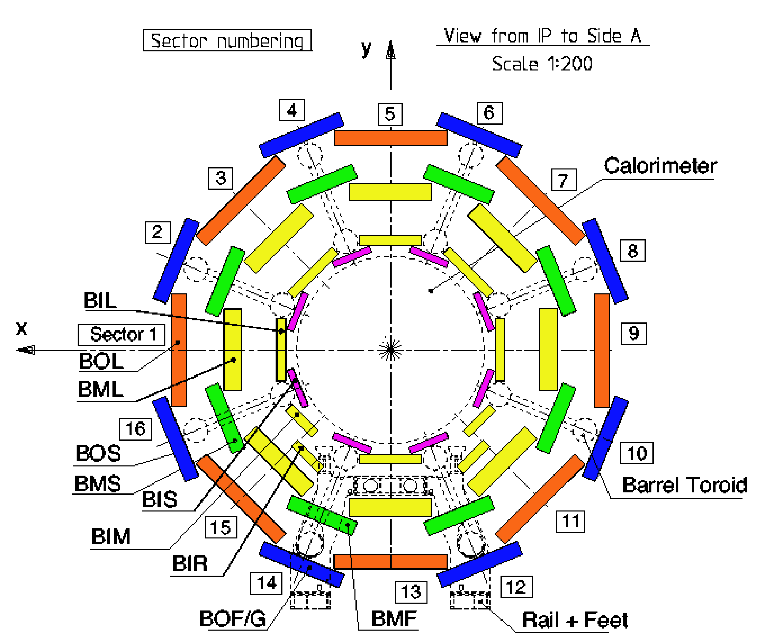 Sector numbering
y
View from IP to Side A
Scale 1:200
4
5
6
3
7
Calorimeter
2
8
BIL
x
Sector 1
9
BOL
BML
16
10
BOS
BMS
Barrel Toroid
BIS
15
11
BIM
BIR
14
13
12
BOF/G
BMF
Rail + Feet